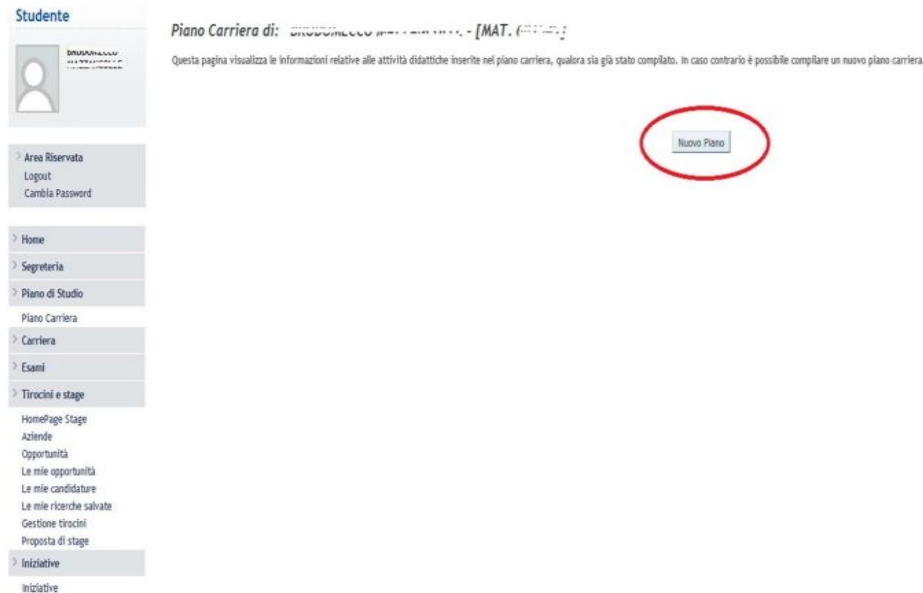 Studente
Piano Carriera di: - [MAT.
Questa pagina visualizza le informazioni relative alle attività didattiche inserite nel piano carriera, qualora sia già stato compilato. In caso contrario è possibile compilare un nuovo piano carriera
Nuovo Piano
Area Riservata
Logout
Cambia Password
Home
Segreteria
Piano di Studio
Piano Carriera
Carriera
Esami
Tirocini e stage
HomePage Stage
Aziende
Opportunità
Le mie opportunità
Le mie candidature
Le mie ricerche salvate
Gestione tirocini
Proposta di stage
Iniziative
Iniziative